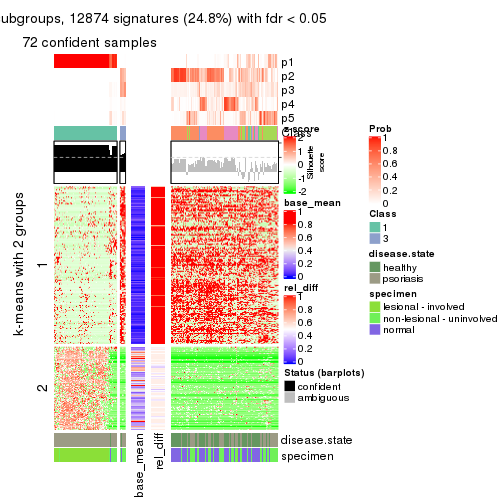 ubgroups, 12874 signatures (24.8%) with fdr < 0.05
72 confident samples
p1
p2
p3
p4
p5
Class
Silhouette
score
k-means with 2 groups
1
2
base_mean
rel_diff
disease.state
specimen
z-score
2
1
0
-1
-2
base_mean
1
0.8
0.6
0.4
0.2
0
rel_diff
1
0.8
0.6
0.4
0.2
0
Status (barplots)
confident
ambiguous
Prob
1
0.8
0.6
0.4
0.2
0
Class
1
3
disease.state
healthy
psoriasis
specimen
lesional - involved
non-lesional - uninvolved
normal